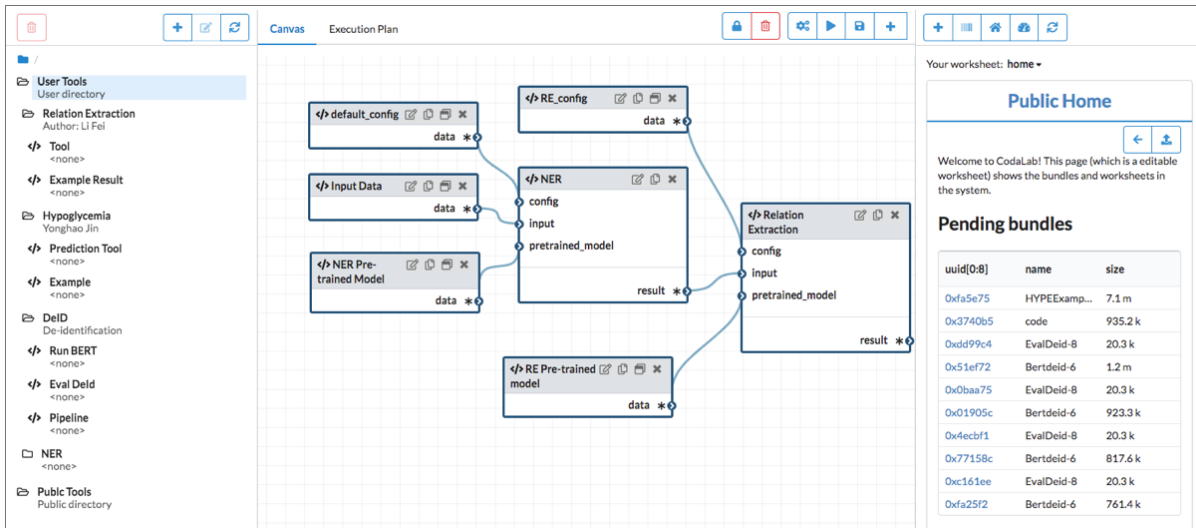 /
User Tools
User directory
Relation Extraction
Author: Li Fei
</> Tool
<none>
</> Example Result
<none>
Hypoglycemia
Yonghao Jin
</> Prediction Tool
<none>
</> Example
<none>
DeID
De-identification
</> Run BERT
<none>
</> Eval DeId
<none>
</> Pipeline
<none>
NER
<none>
Publc Tools
Public directory
Canvas Execution Plan
</> default_config
data *
</> Input Data
data *
</> NER Pre-
trained Model
data *
</> RE_config
data *
</> NER
config
input
pretrained_model
result *
</> RE Pre-trained
model
data *
</> Relation
Extraction
config
input
pretrained_model
result *
Your worksheet: home
Public Home
Welcome to CodaLab! This page (which is a editable
worksheet) shows the bundles and worksheets in
the system.
Pending bundles
uuid[0:8] name size
0xfa5e75 HYPEExamp... 7.1 m
0x3740b5 code 935.2 k
0xdd99c4 EvalDeid-8 20.3 k
0x51ef72 Bertdeid-6 1.2 m
0x0baa75 EvalDeid-8 20.3 k
0x01905c Bertdeid-6 923.3 k
0x4ecbf1 EvalDeid-8 20.3 k
0x77158c Bertdeid-6 817.6 k
0xc161ee EvalDeid-8 20.3 k
0xfa25f2 Bertdeid-6 761.4 k